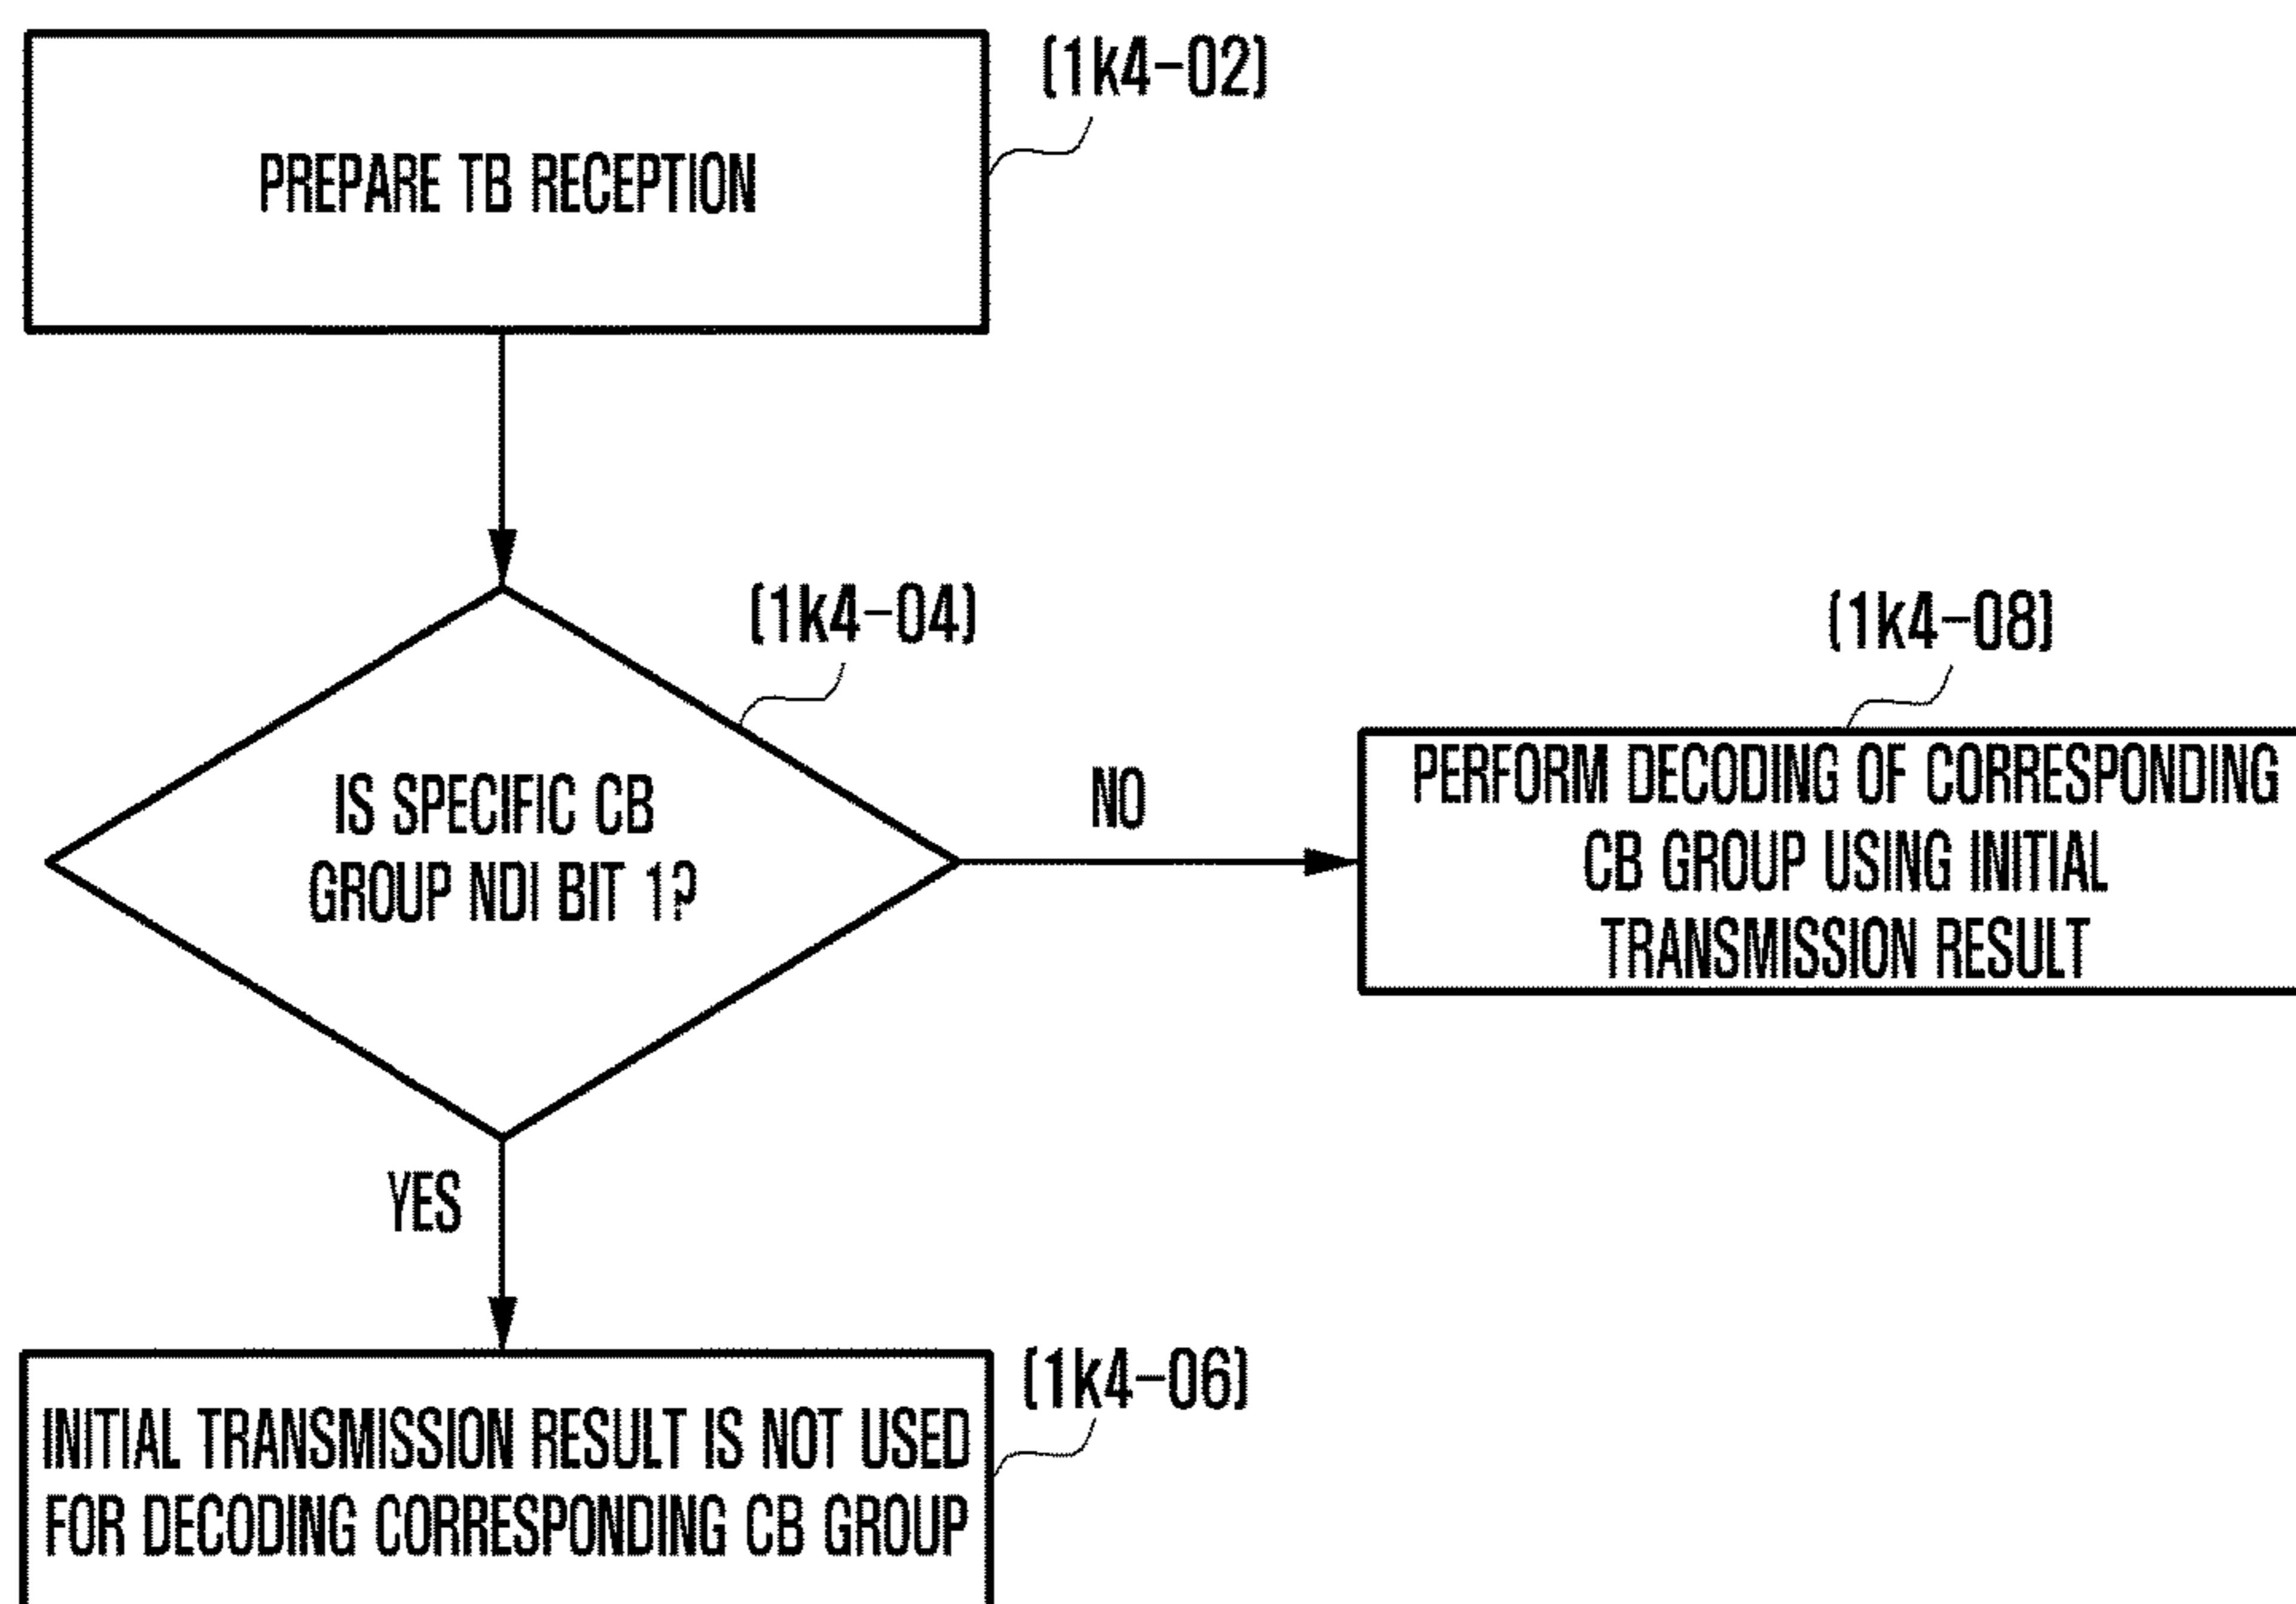 (1k4-02)
PREPARE TB RECEPTION
(1k4-04)
IS SPECIFIC CB
GROUP NDI BIT 1?
NO
(1k4-08)
PERFORM DECODING OF CORRESPONDING
CB GROUP USING INITIAL
TRANSMISSION RESULT
YES
(1k4-06)
INITIAL TRANSMISSION RESULT IS NOT USED
FOR DECODING CORRESPONDING CB GROUP